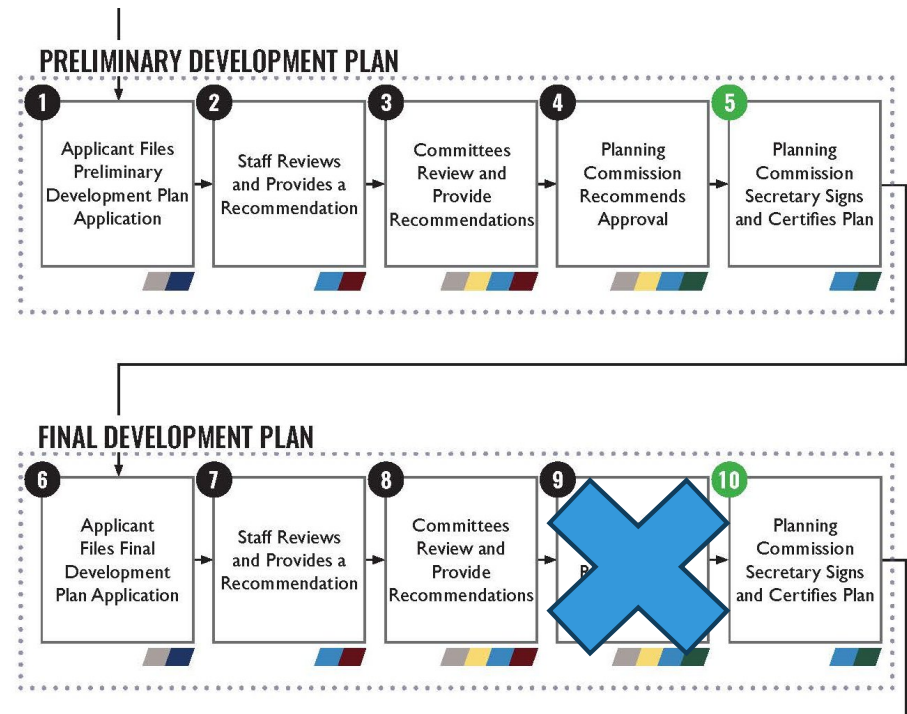 PRELIMINARY DEVELOPMENT PLAN
1
Applicant Files
Preliminary
Development Plan
Application
2
Staff Reviews
and Provides a
Recommendation
3
Committees
Review and
Provide
Recommendations
4
Planning
Commission
Recommends
Approval
5
Planning
Commission
Secretary Signs
and Certifies Plan
FINAL DEVELOPMENT PLAN
6
Applicant
Files Final
Development
Plan Application
7
Staff Reviews
and Provides a
Recommendation
8
Committees
Review and
Provide
Recommendations
9
10
Planning
Commission
Secretary Signs
and Certifies Plan